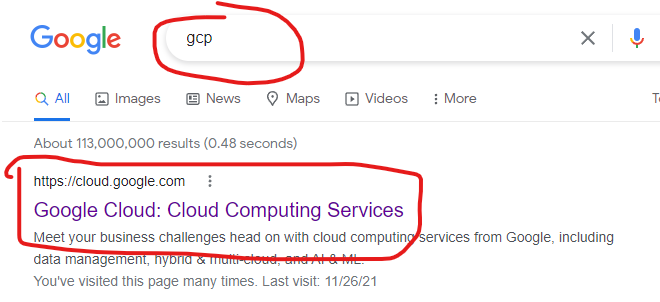 Google
gcp
All Images News Maps Videos More
About 113,000,000 results (0.48 seconds)
https://cloud.google.com
Google Cloud: Cloud Computing Services
Meet your business challenges head on with cloud computing services from Google, including
data management, hybrid & multi-cloud, and AI & ML.
You've visited this page many times. Last visit: 11/26/21